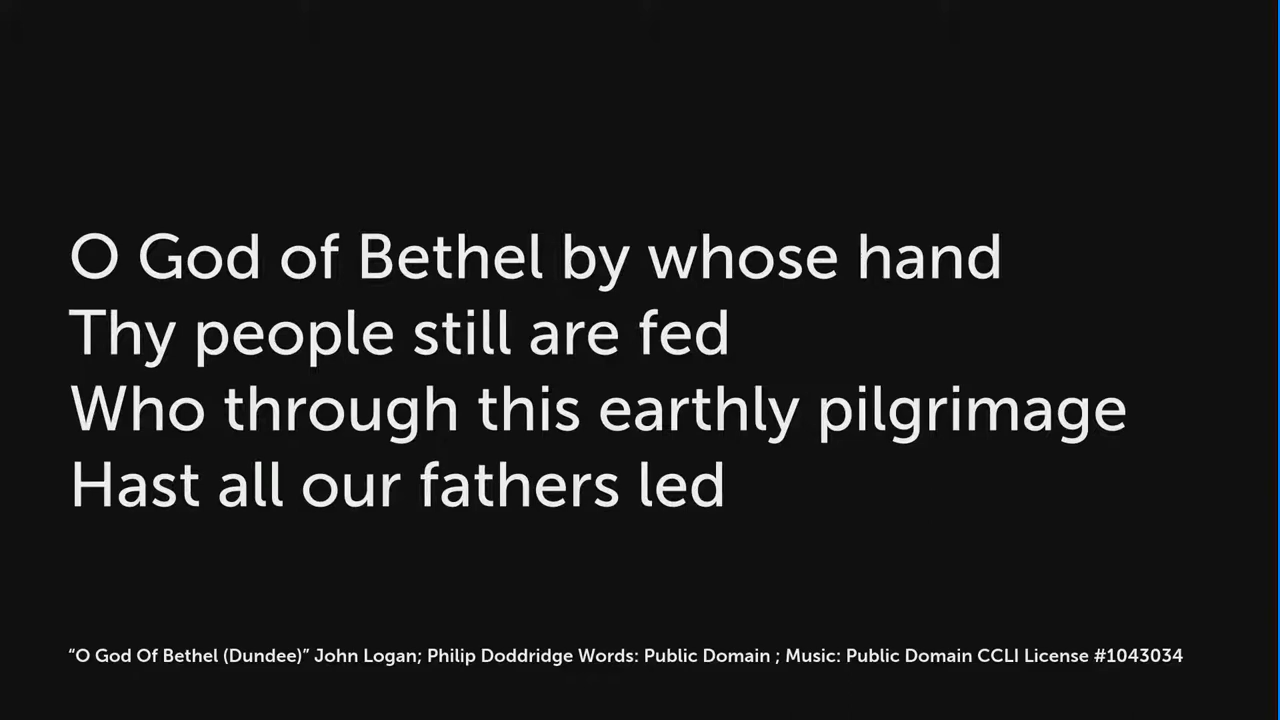 O God of Bethel by whose hand
Thy people still are fed
Who through this earthly pilgrimage
Hast all our fathers led
“O God Of Bethel (Dundee)” John Logan; Philip Doddridge Words: Public Domain ; Music: Public Domain CCLI License #1043034